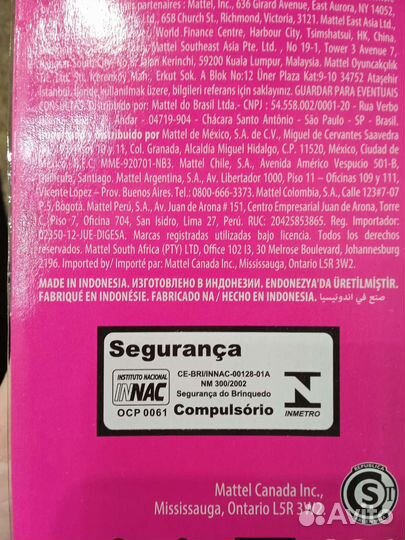 partenaires : Mattel, Inc., 636 Girard Avenue, East Aurora, NY 14052,
658 Church St., Richmond, Victoria, 3121. Mattel East Asia Ltd.,
World Finance Centre, Harbour City, Tsimshatsui, HK, China.
Mattel Southeast Asia Pte. Ltd., No 19-1, Tower 3 Avenue 7,
Jalan Kerinchi, 59200 Kuala Lumpur, Malaysia. Mattel Oyuncakçılık
Tic. Ltd. Şti., Erkut Sok. A Blok No:12 Üner Plaza Kat:9-10 34752 Ataşehir
İstanbul. bilgileri referans için saklayınız. GUARDAR PARA EVENTUAIS
CONSULTAS. Distribuido por : Mattel do Brasil Ltda.- CNPJ : 54.558.002/0001-20 - Rua Verbo
Andar - 04719-904 - Chácara Santo Antônio - São Paulo - SP - Brasil.
distribuido por Mattel de México, S.A. de C.V., Miguel de Cervantes Saavedra
10 y 11, Col. Granada, Alcaldía Miguel Hidalgo, C.P. 11520, México,
R.F.C. MME-920701-NB3. Mattel Chile, S.A., Avenida Américo Vespucio 501-B,
Quilicura, Santiago. Mattel Argentina, S.A., Av. Libertador 1000, Piso 11 – Oficinas 109 y 111,
Vicente López – Prov. Buenos Aires. Tel: 0800-666-3373. Mattel Colombia, S.A., Calle 123#7-07
P.5, Bogotá. Mattel Perú, S.A., Av. Juan de Arona # 151, Centro Empresarial Juan de Arona, Torre
C, Piso 7, Oficina 704, San Isidro, Lima 27, Perú. RUC: 20425853865. Reg. Importador:
02350-12-JUE-DIGESA. Marcas registradas utilizadas bajo licencia. Todos los derechos
reservados. Mattel South Africa (PTY) LTD, Office 102 I3, 30 Melrose Boulevard, Johannesburg
2196. Imported by/Importé par : Mattel Canada Inc., Mississauga, Ontario L5R 3W2.
MADE IN INDONESIA. ИЗГОТОВЛЕНО В ИНДОНЕЗИИ. ENDONEZYA'DA ÜRETİLMİŞTİR.
FABRIQUÉ EN INDONÉSIE. FABRICADO NA / HECHO EN INDONESIA. صنع في اندونيسيا
Segurança
INSTITUTO NACIONAL
INNAC
OCP 0061
CE-BRI/INNAC-00128-01A
NM 300/2002
Segurança do Brinquedo
Compulsório
INMETRO
REPUBLICA
S
II
Mattel Canada Inc.,
Mississauga, Ontario L5R 3W2.
Avito